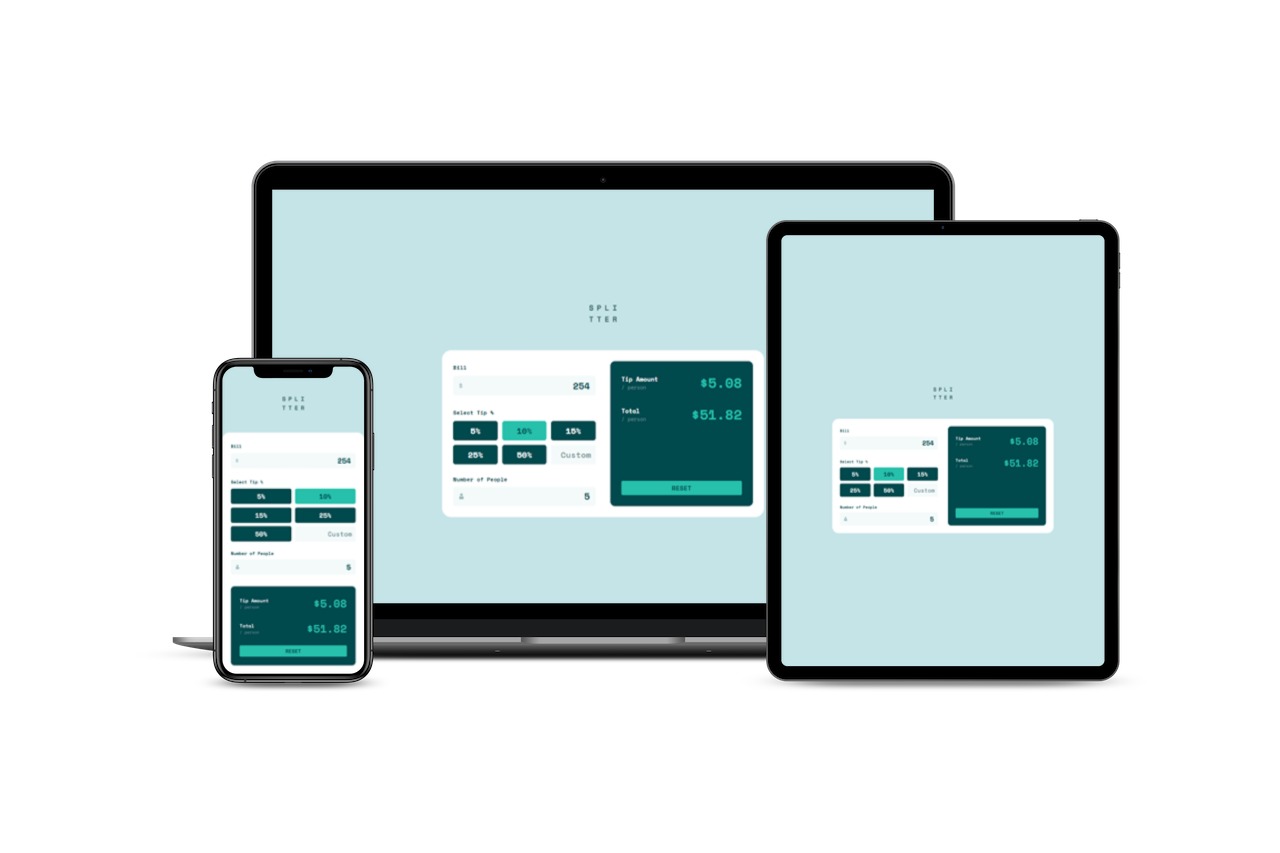 SPLI
TTER
Bill
$
254
Select Tip %
5%
10%
15%
25%
50%
Custom
Number of People
5
Tip Amount
/ person
$5.08
Total
/ person
$51.82
RESET
SPLI
TTER
Bill
$
254
Select Tip %
5%
10%
15%
25%
50%
Custom
Number of People
5
Tip Amount
/ person
$5.08
Total
/ person
$51.82
RESET
SPLI
TTER
Bill
$
254
Select Tip %
5%
10%
15%
25%
50%
Custom
Number of People
5
Tip Amount
/ person
$5.08
Total
/ person
$51.82
RESET